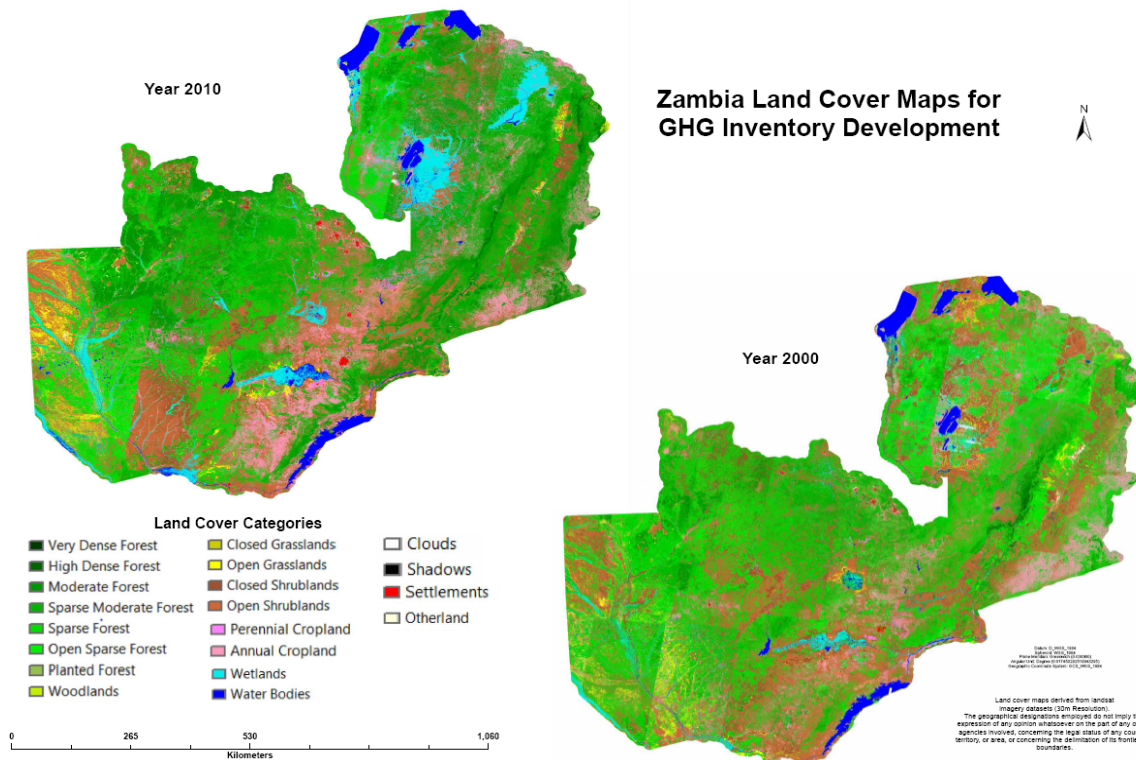 Year 2010
Zambia Land Cover Maps for
GHG Inventory Development
N
Year 2000
Land Cover Categories
Very Dense Forest
High Dense Forest
Moderate Forest
Sparse Moderate Forest
Sparse Forest
Open Sparse Forest
Planted Forest
Woodlands
Closed Grasslands
Open Grasslands
Closed Shrublands
Open Shrublands
Perennial Cropland
Annual Cropland
Wetlands
Water Bodies
Clouds
Shadows
Settlements
Otherland
0 265 530 1,060
Kilometers
Land cover maps derived from landsat
imagery datasets (30m Resolution).
The geographical designations employed do not imply th
expression of any opinion whatsoever on the part of any o
agencies involved, concerning the legal status of any cou
territory, or area, or concerning the delimitation of its frontie
boundaries.